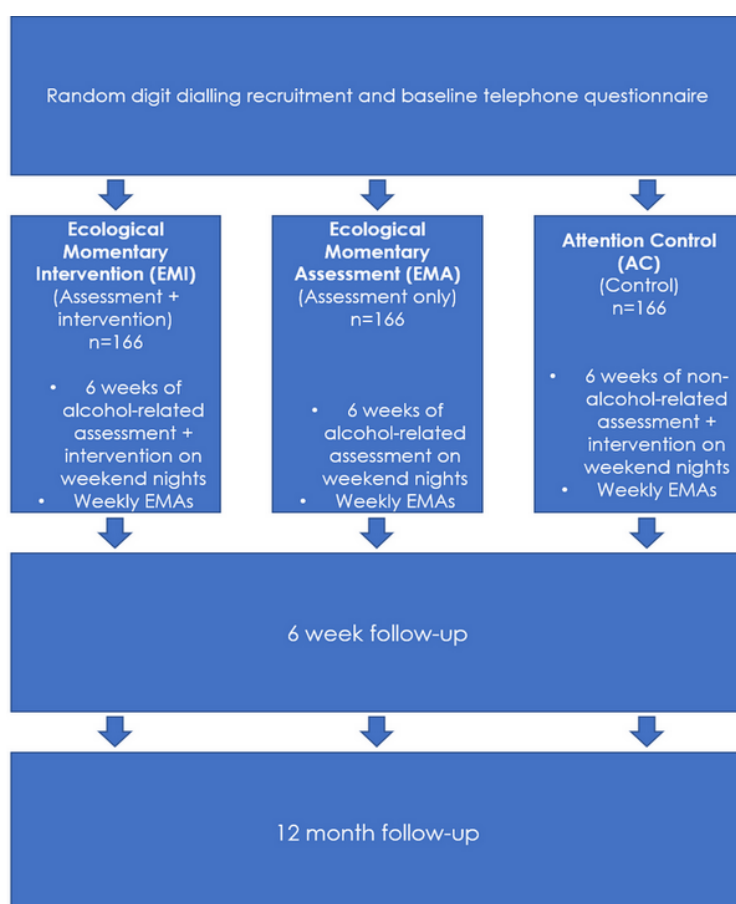 Random digit dialling recruitment and baseline telephone questionnaire
Ecological
Momentary
Intervention (EMI)
(Assessment +
intervention)
n=166
• 6 weeks of
alcohol-related
assessment +
intervention on
weekend nights
• Weekly EMAs
Ecological
Momentary
Assessment (EMA)
(Assessment only)
n=166
• 6 weeks of
alcohol-related
assessment on
weekend nights
• Weekly EMAs
Attention Control
(AC)
(Control)
n=166
• 6 weeks of non-
alcohol-related
assessment +
intervention on
weekend nights
• Weekly EMAs
6 week follow-up
12 month follow-up